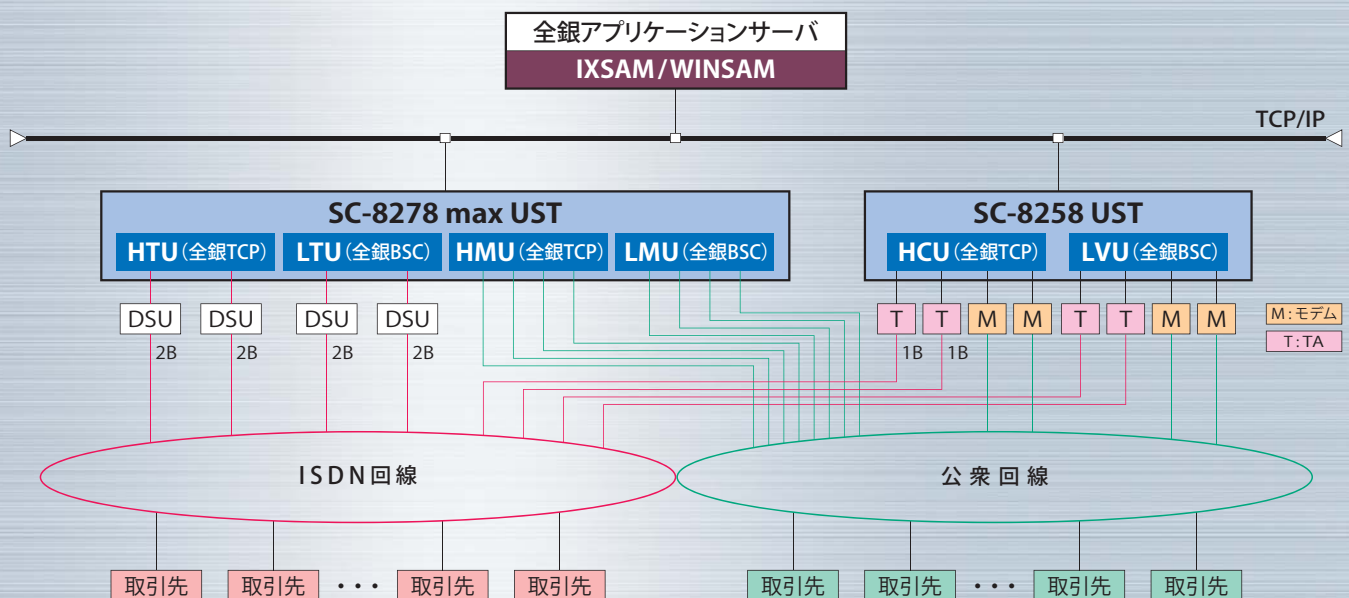 全銀アプリケーションサーバ
IXSAM/WINSAM
TCP/IP
SC-8278 max UST
HTU(全銀TCP) LTU(全銀BSC) HMU(全銀TCP) LMU(全銀BSC)
SC-8258 UST
HCU(全銀TCP) LVU(全銀BSC)
DSU DSU DSU DSU
T T M M T T M M
M:モデム
T:TA
2B 2B 2B 2B
1B 1B
ISDN回線
公衆回線
取引先 取引先 ・・・ 取引先 取引先
取引先 取引先 ・・・ 取引先 取引先